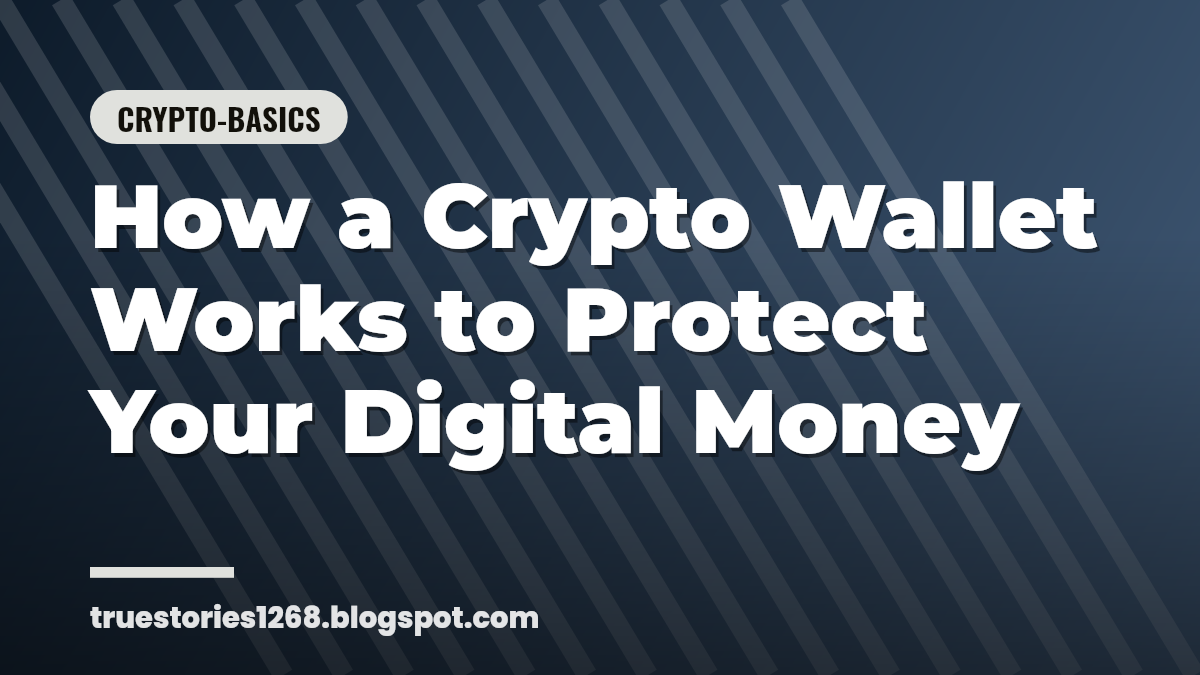 CRYPTO-BASICS
How a Crypto Wallet
Works to Protect
Your Digital Money
truestories1268.blogspot.com